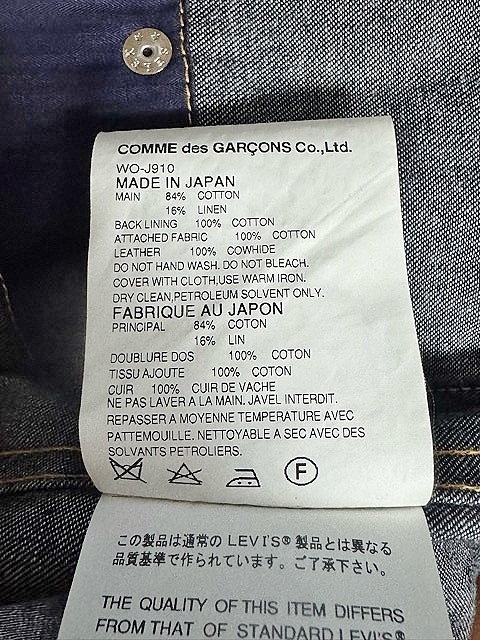 COMME des GARÇONS Co.,Ltd.
WO-J910
MADE IN JAPAN
MAIN 84% COTTON
16% LINEN
BACK LINING 100% COTTON
ATTACHED FABRIC 100% COTTON
LEATHER 100% COWHIDE
DO NOT HAND WASH. DO NOT BLEACH.
COVER WITH CLOTH,USE WARM IRON.
DRY CLEAN,PETROLEUM SOLVENT ONLY.
FABRIQUE AU JAPON
PRINCIPAL 84% COTON
16% LIN
DOUBLURE DOS 100% COTON
TISSU AJOUTE 100% COTON
CUIR 100% CUIR DE VACHE
NE PAS LAVER A LA MAIN. JAVEL INTERDIT.
REPASSER A MOYENNE TEMPERATURE AVEC
PATTEMOUILLE. NETTOYABLE A SEC AVEC DES
SOLVANTS PETROLIERS.
F
この製品は通常の LEVI'S® 製品とは異なる
品質基準で作られています。ご了承下さい。
THE QUALITY OF THIS ITEM DIFFERS
FROM THAT OF STANDARD LEVI'S®